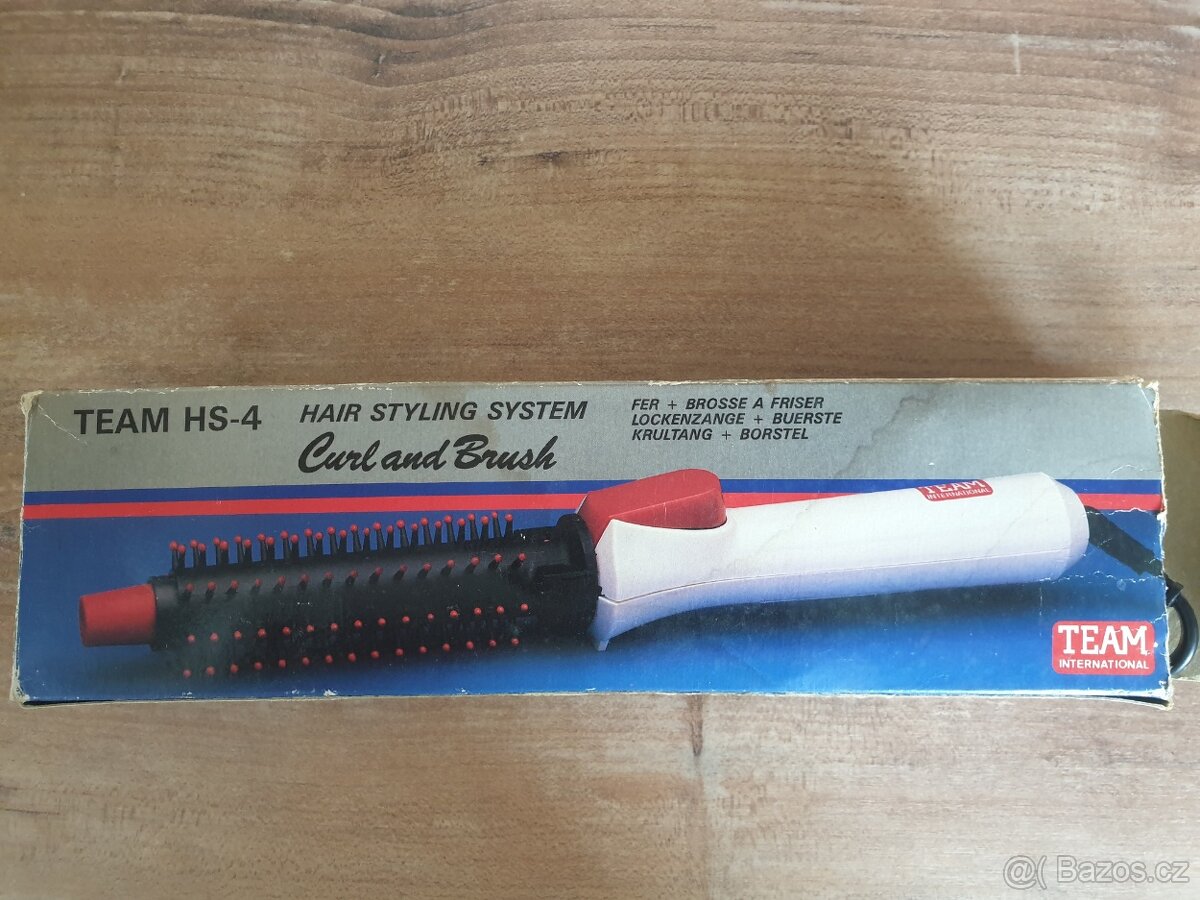 TEAM HS-4
HAIR STYLING SYSTEM
Curl and Brush
FER + BROSSE A FRISER
LOCKENZANGE + BUERSTE
KRULTANG + BORSTEL
TEAM
INTERNATIONAL
TEAM
INTERNATIONAL
@( Bazos.cz